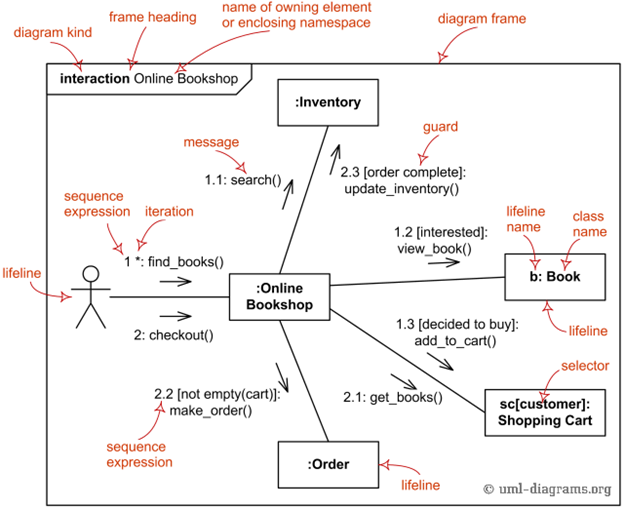 name of owning element
or enclosing namespace
frame heading
diagram kind
diagram frame
interaction Online Bookshop
:Inventory
message
guard
1.1: search()
2.3 [order complete]:
update_inventory()
sequence
expression
iteration
1 *: find_books()
1.2 [interested]:
view_book()
lifeline
name
class
name
lifeline
:Online
Bookshop
b: Book
2: checkout()
1.3 [decided to buy]:
add_to_cart()
lifeline
selector
2.2 [not empty(cart)]:
make_order()
2.1: get_books()
sc[customer]:
Shopping Cart
sequence
expression
:Order
lifeline
© uml-diagrams.org